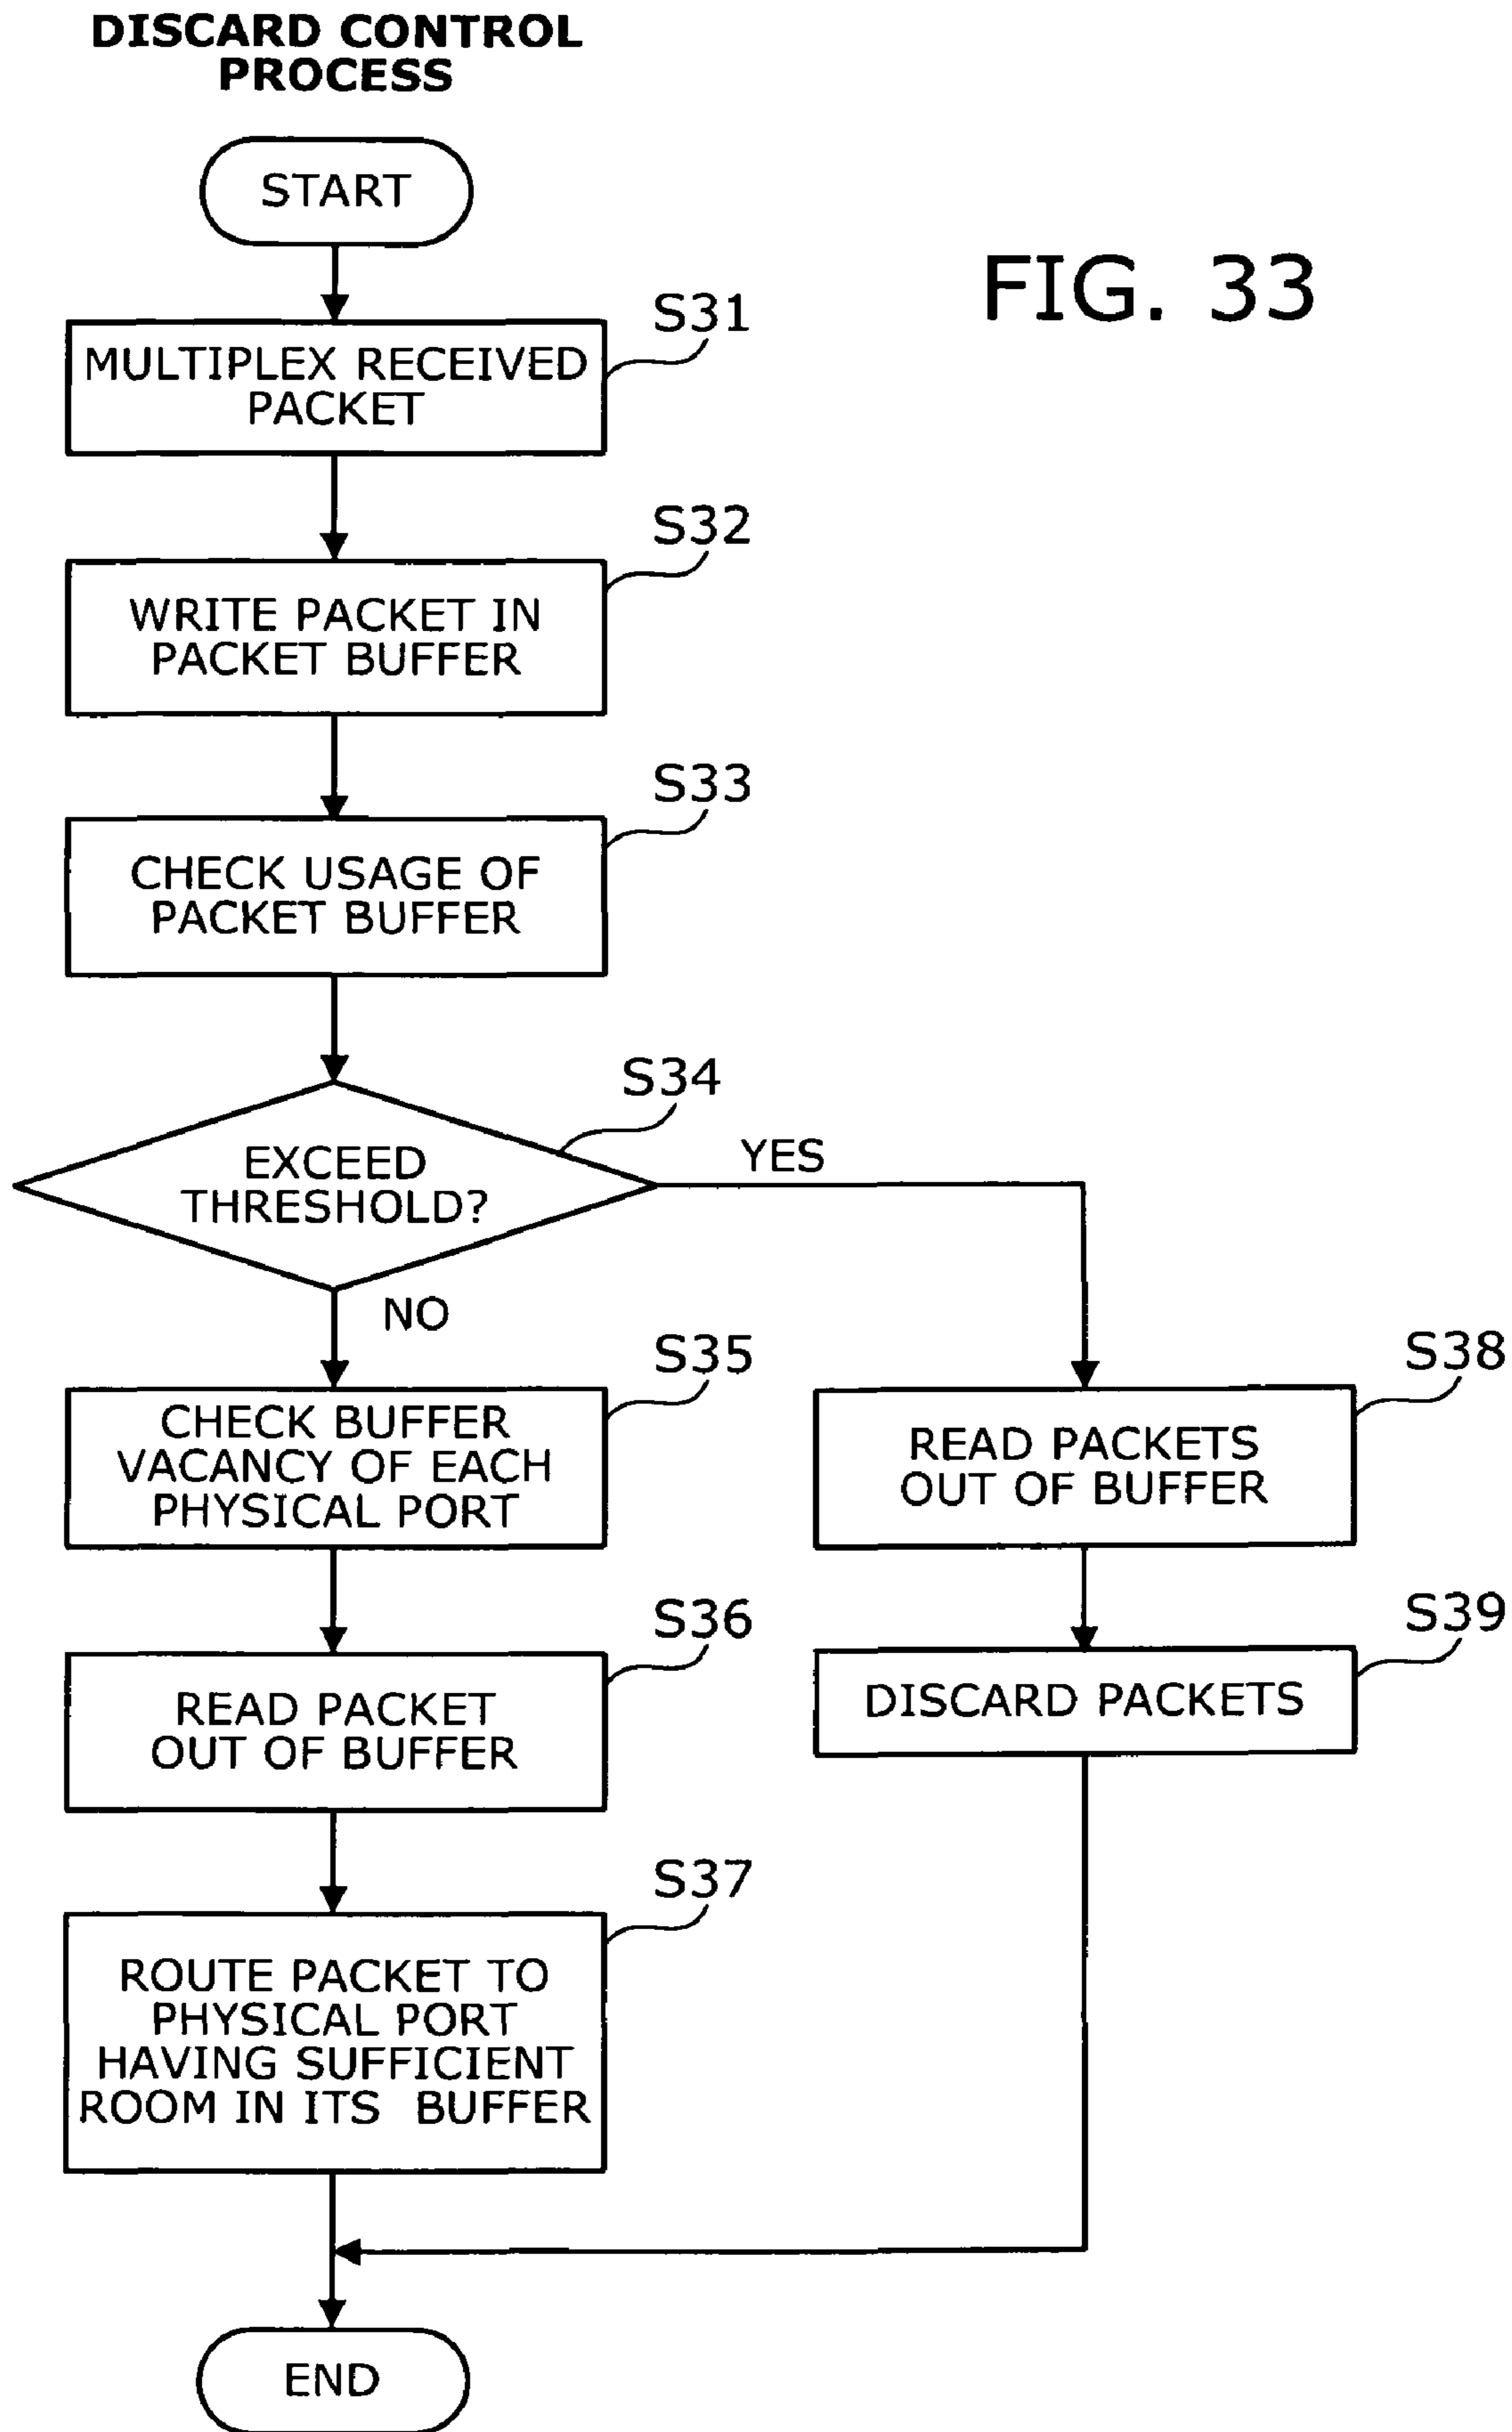 DISCARD CONTROL
PROCESS
START
FIG. 33
S31
MULTIPLEX RECEIVED
PACKET
S32
WRITE PACKET IN
PACKET BUFFER
S33
CHECK USAGE OF
PACKET BUFFER
S34
EXCEED
THRESHOLD?
YES
NO
S35
CHECK BUFFER
VACANCY OF EACH
PHYSICAL PORT
S38
READ PACKETS
OUT OF BUFFER
S36
READ PACKET
OUT OF BUFFER
S39
DISCARD PACKETS
S37
ROUTE PACKET TO
PHYSICAL PORT
HAVING SUFFICIENT
ROOM IN ITS BUFFER
END